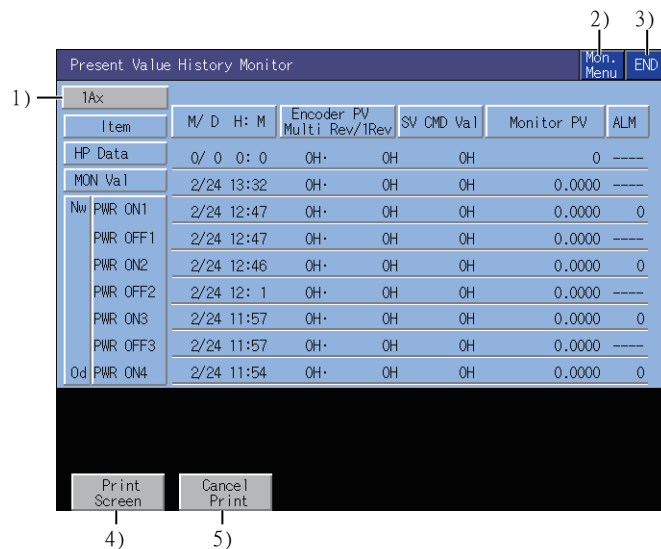 2) 3)
Present Value History Monitor Mon. Menu END
1) 1Ax
Item M/ D H: M Encoder PV Multi Rev/1Rev SV CMD Val Monitor PV ALM
HP Data 0/ 0 0: 0 0H· 0H 0H 0 ----
MON Val 2/24 13:32 0H· 0H 0H 0.0000 ----
Nw PWR ON1 2/24 12:47 0H· 0H 0H 0.0000 0
PWR OFF1 2/24 12:47 0H· 0H 0H 0.0000 ----
PWR ON2 2/24 12:46 0H· 0H 0H 0.0000 0
PWR OFF2 2/24 12: 1 0H· 0H 0H 0.0000 ----
PWR ON3 2/24 11:57 0H· 0H 0H 0.0000 0
PWR OFF3 2/24 11:57 0H· 0H 0H 0.0000 ----
Od PWR ON4 2/24 11:54 0H· 0H 0H 0.0000 0
Print Cancel
Screen Print
4) 5)